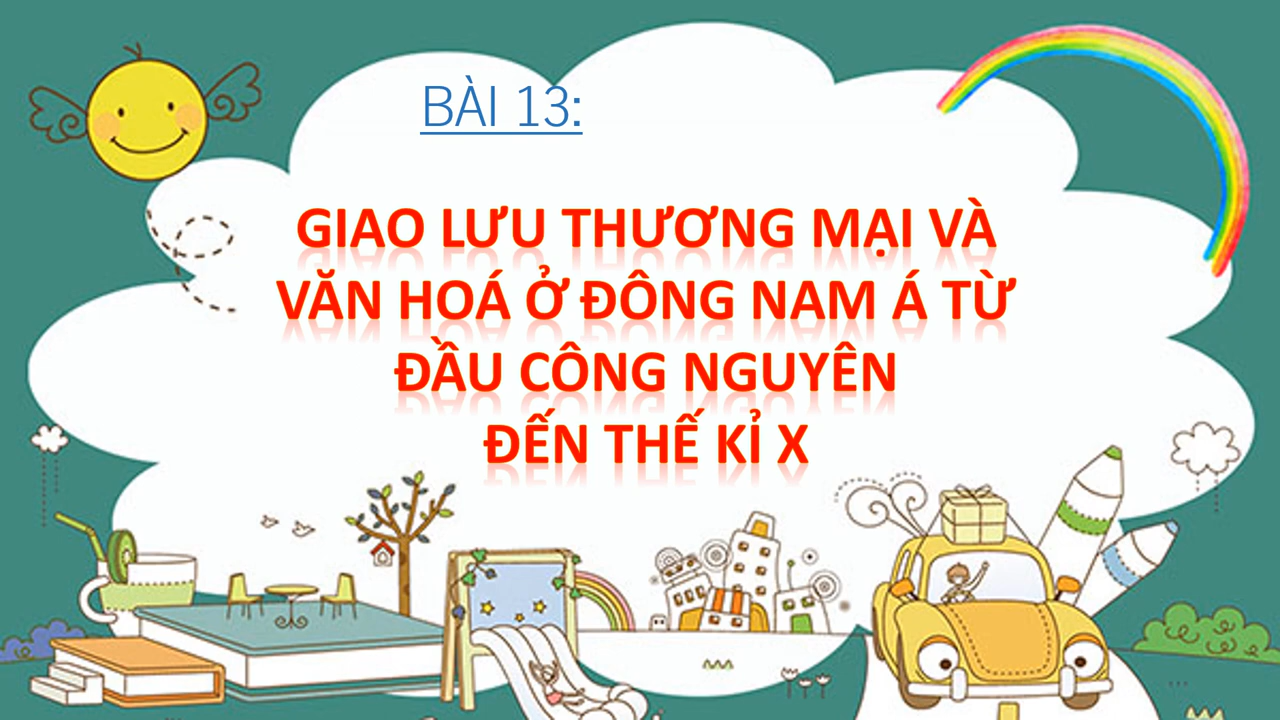 BÀI 13:
GIAO LƯU THƯƠNG MẠI VÀ
VĂN HOÁ Ở ĐÔNG NAM Á TỪ
ĐẦU CÔNG NGUYÊN
ĐẾN THẾ KỈ X